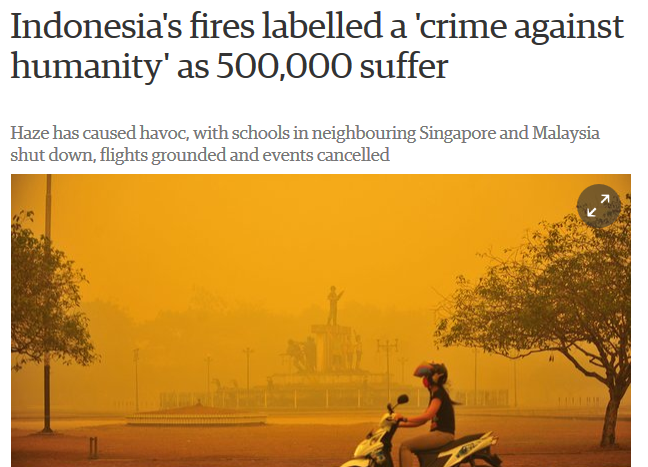 Indonesia's fires labelled a 'crime against
humanity' as 500,000 suffer
Haze has caused havoc, with schools in neighbouring Singapore and Malaysia
shut down, flights grounded and events cancelled